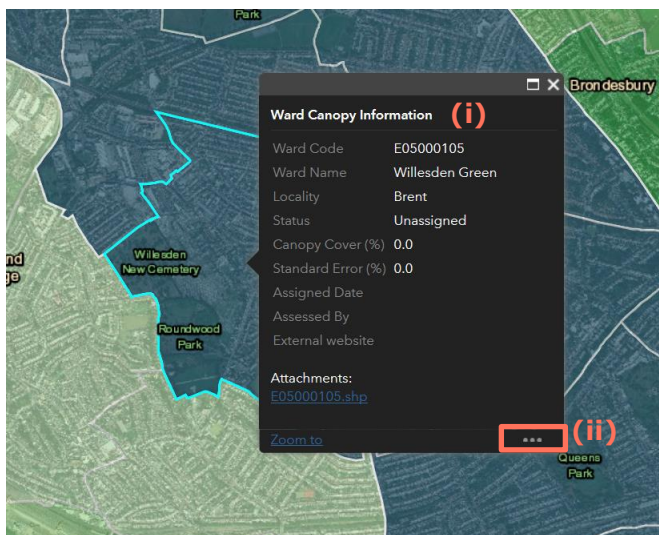 Park
Brondesbury
Ward Canopy Information (i)
Ward Code E05000105
Ward Name Willesden Green
Locality Brent
Status Unassigned
Canopy Cover (%) 0.0
Standard Error (%) 0.0
Assigned Date
Assessed By
External website
Attachments:
E05000105.shp
Zoom to ••• (ii)
nd
ge
Willesden
New Cemetery
Roundwood
Park
Queens
Park